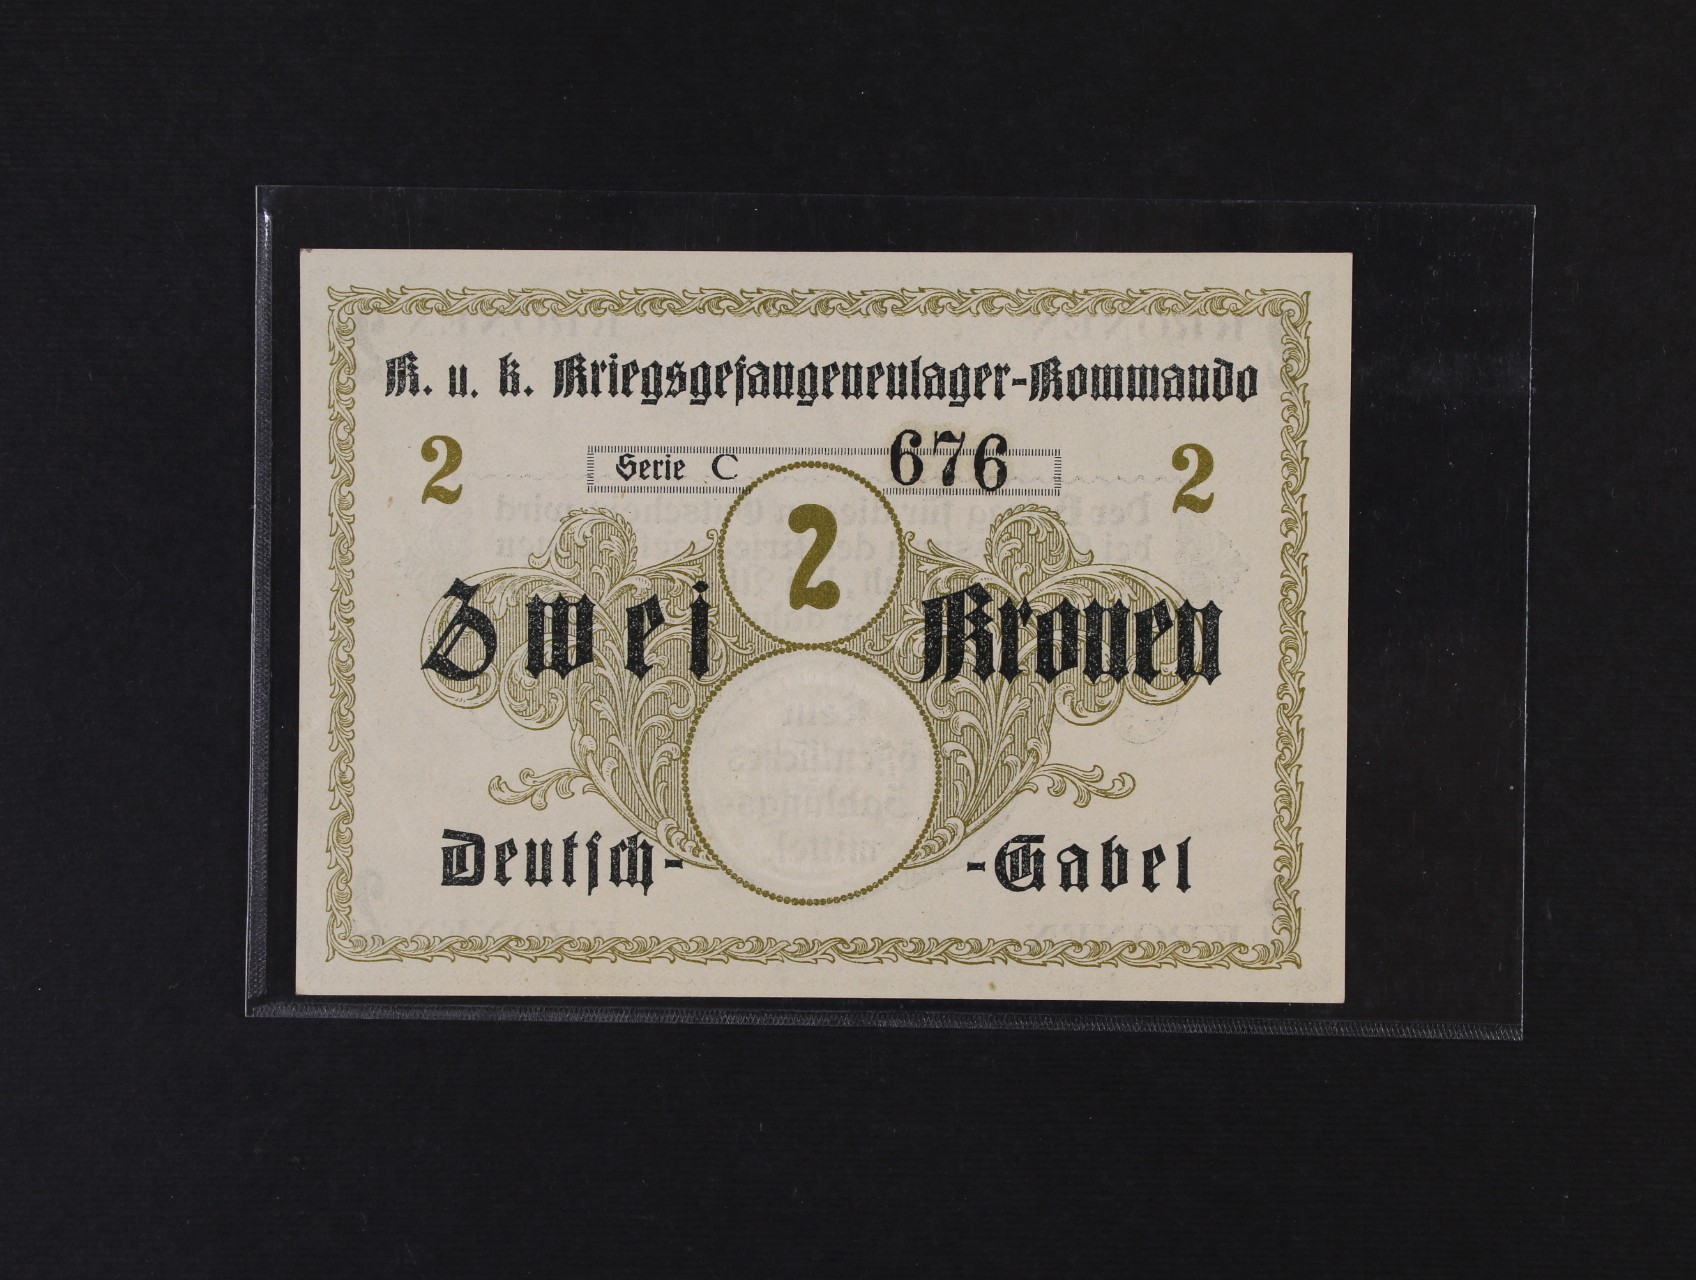 K. u. k. Kriegsgefangenenlager-Kommando
2 Serie C 676 2
2
Zwei Kronen
Deutsch- -Gabel